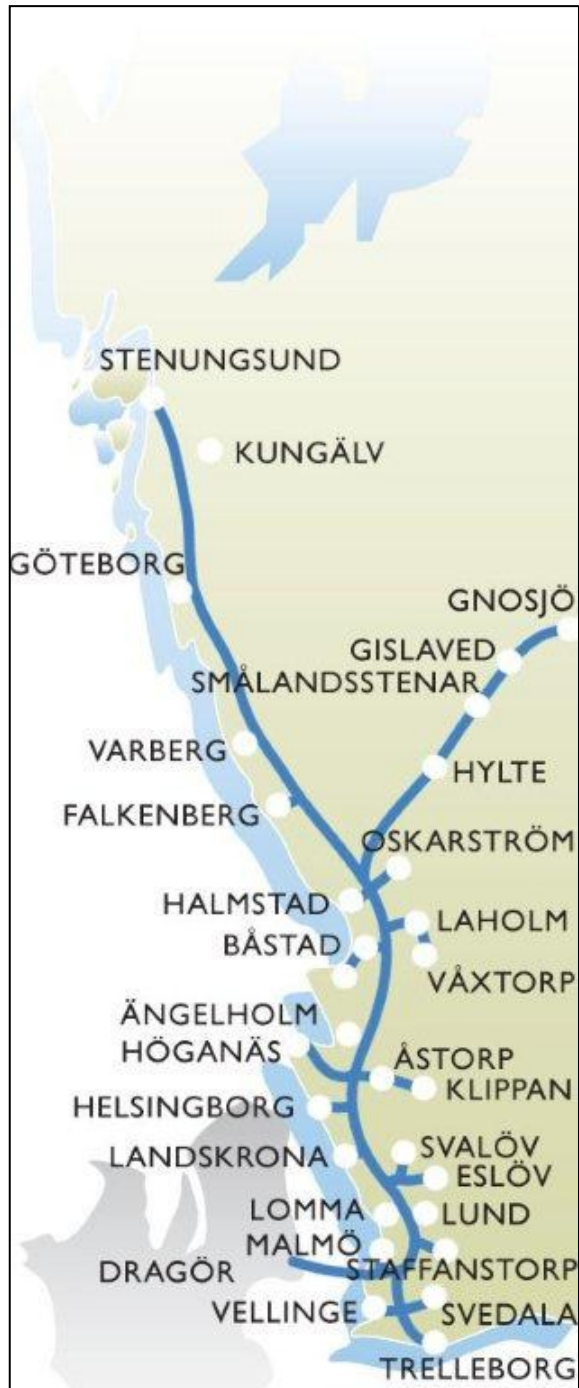 STENUNGSUND
KUNGÄLV
GÖTEBORG
GNOSJÖ
GISLAVED
SMÅLANDSSTENAR
VARBERG
HYLTE
FALKENBERG
OSKARSTRÖM
HALMSTAD
LAHOLM
BÅSTAD
VÅXTORP
ÄNGELHOLM
HÖGANÄS
ÅSTORP
KLIPPAN
HELSINGBORG
SVALÖV
LANDSKRONA
ESLÖV
LOMMA
LUND
MALMÖ
DRAGÖR
STAFFANSTORP
VELLINGE
SVEDALA
TRELLEBORG